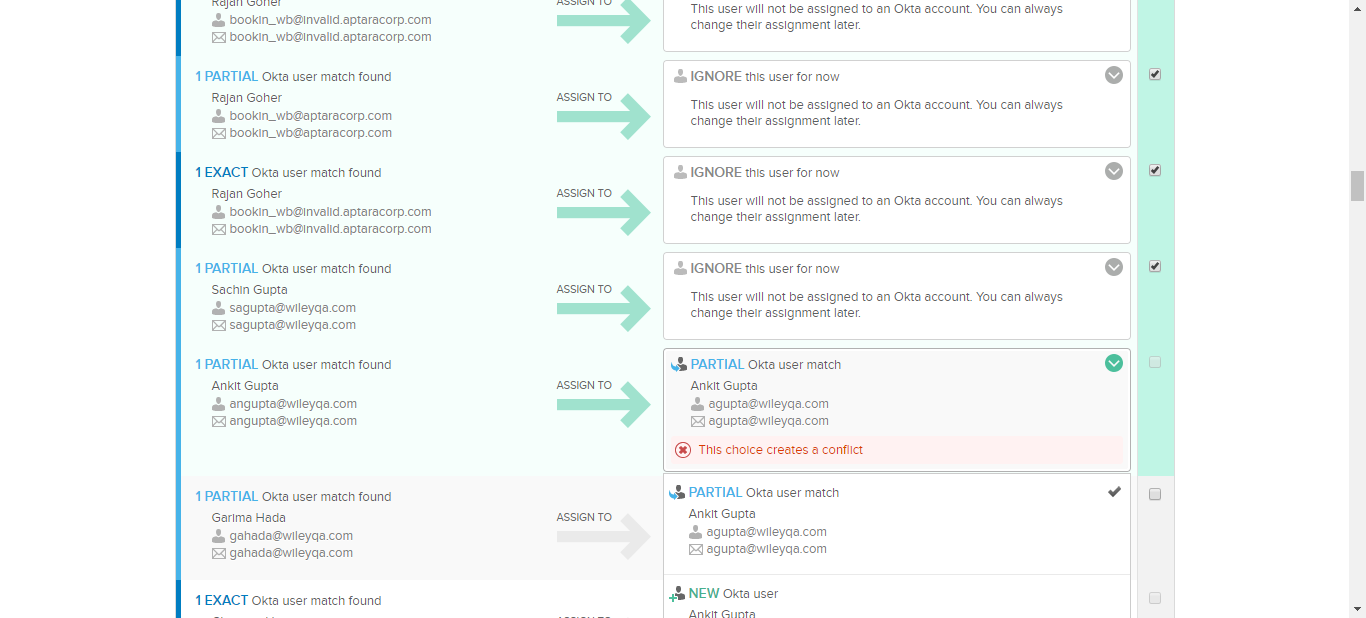 Rajan Goher
bookin_wb@invalid.aptaracorp.com
bookin_wb@invalid.aptaracorp.com
ASSIGN TO
This user will not be assigned to an Okta account. You can always
change their assignment later.
1 PARTIAL Okta user match found
Rajan Goher
bookin_wb@aptaracorp.com
bookin_wb@aptaracorp.com
ASSIGN TO
IGNORE this user for now
This user will not be assigned to an Okta account. You can always
change their assignment later.
1 EXACT Okta user match found
Rajan Goher
bookin_wb@invalid.aptaracorp.com
bookin_wb@invalid.aptaracorp.com
ASSIGN TO
IGNORE this user for now
This user will not be assigned to an Okta account. You can always
change their assignment later.
1 PARTIAL Okta user match found
Sachin Gupta
sagupta@wileyqa.com
sagupta@wileyqa.com
ASSIGN TO
IGNORE this user for now
This user will not be assigned to an Okta account. You can always
change their assignment later.
1 PARTIAL Okta user match found
Ankit Gupta
angupta@wileyqa.com
angupta@wileyqa.com
ASSIGN TO
PARTIAL Okta user match
Ankit Gupta
agupta@wileyqa.com
agupta@wileyqa.com
This choice creates a conflict
1 PARTIAL Okta user match found
Garima Hada
gahada@wileyqa.com
gahada@wileyqa.com
ASSIGN TO
PARTIAL Okta user match
Ankit Gupta
agupta@wileyqa.com
agupta@wileyqa.com
1 EXACT Okta user match found
NEW Okta user
Ankit Gupta